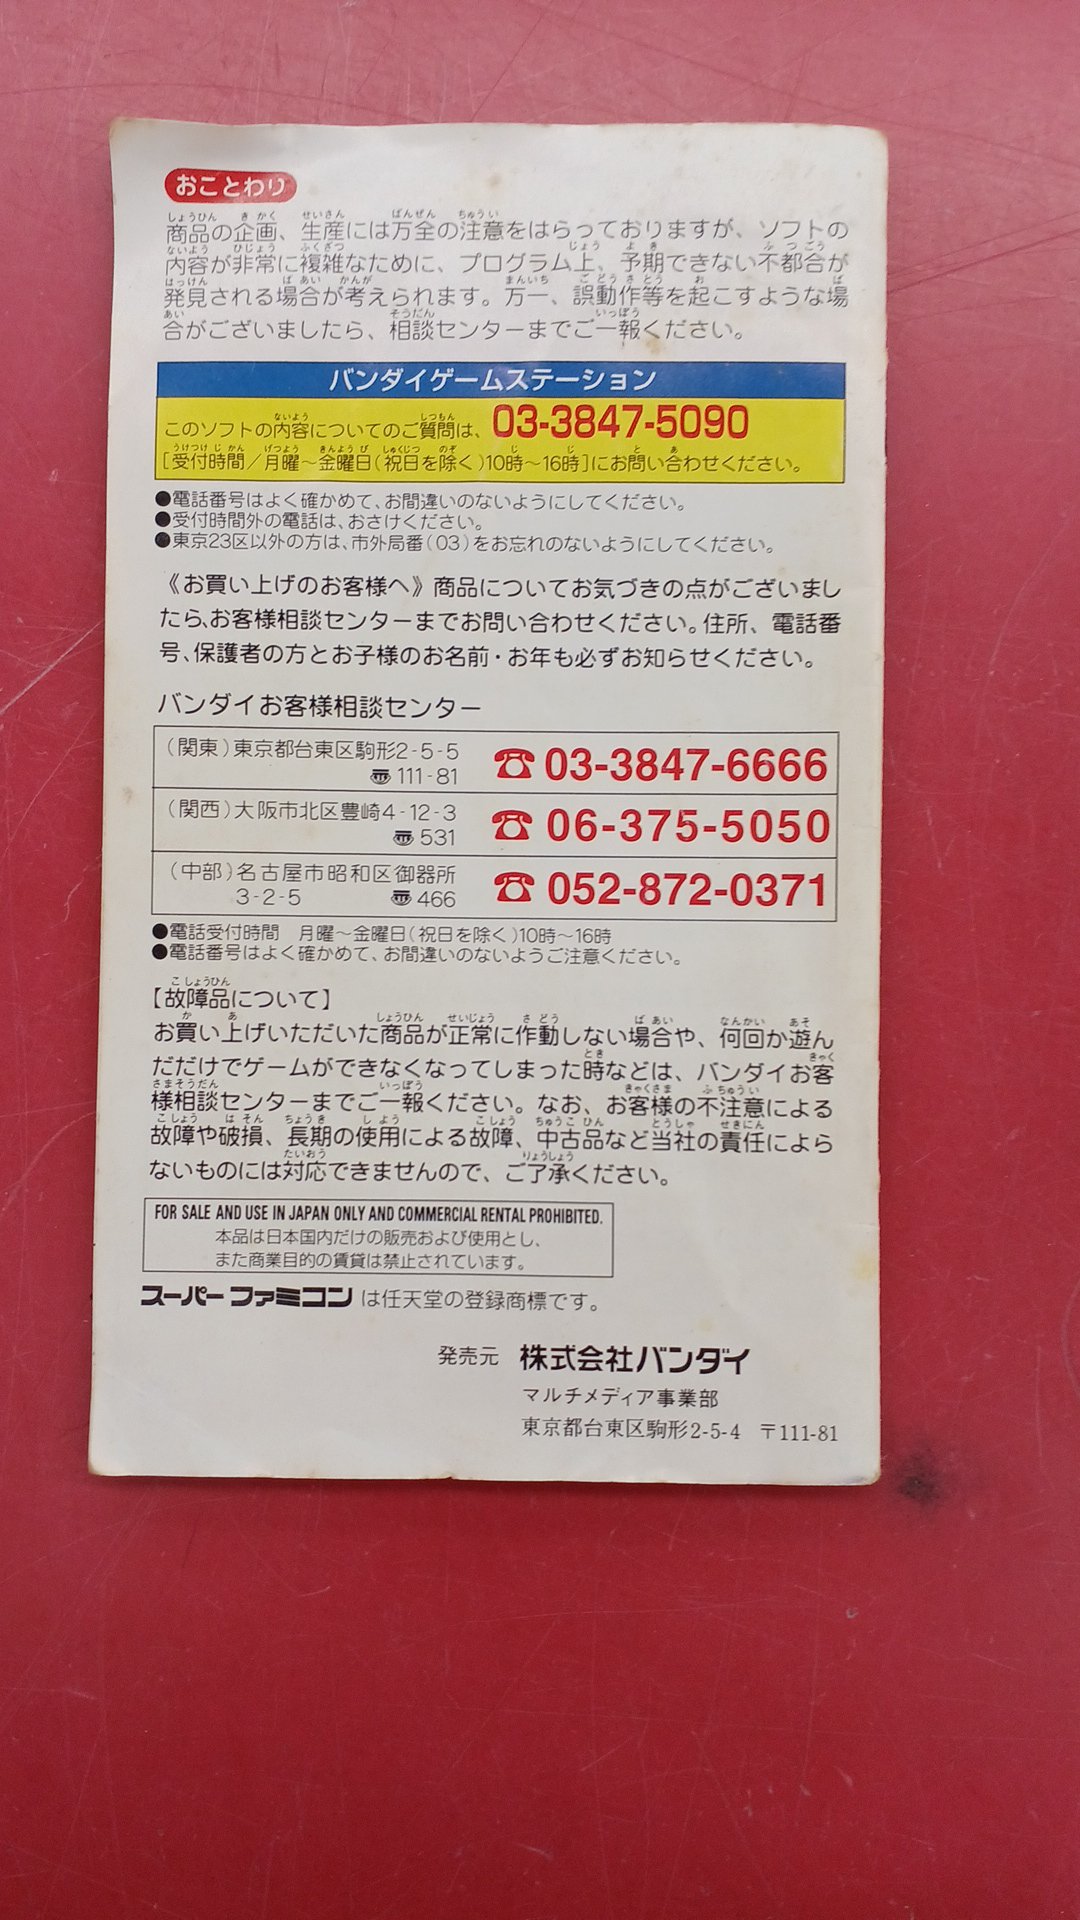 おことわり
商品の企画、生産には万全の注意をはらっておりますが、ソフトの
内容が非常に複雑なために、プログラム上、予期できない不都合が
発見される場合が考えられます。万一、誤動作等を起こすような場
合がございましたら、相談センターまでご一報ください。
バンダイゲームステーション
このソフトの内容についてのご質問は、03-3847-5090
[受付時間/月曜~金曜日(祝日を除く)10時~16時]にお問い合わせください。
●電話番号はよく確かめて、お間違いのないようにしてください。
●受付時間外の電話は、おさけください。
●東京23区以外の方は、市外局番(03)をお忘れのないようにしてください。
《お買い上げのお客様へ》商品についてお気づきの点がございまし
たら、お客様相談センターまでお問い合わせください。住所、電話番
号、保護者の方とお子様のお名前・お年も必ずお知らせください。
バンダイお客様相談センター
(関東)東京都台東区駒形2-5-5
〠111-81
☎03-3847-6666
(関西)大阪市北区豊崎4-12-3
〠531
☎06-375-5050
(中部)名古屋市昭和区御器所
3-2-5 〠466
☎052-872-0371
●電話受付時間 月曜~金曜日(祝日を除く)10時~16時
●電話番号はよく確かめて、お間違いのないようご注意ください。
【故障品について】
お買い上げいただいた商品が正常に作動しない場合や、何回か遊ん
だだけでゲームができなくなってしまった時などは、バンダイお客
様相談センターまでご一報ください。なお、お客様の不注意による
故障や破損、長期の使用による故障、中古品など当社の責任によら
ないものには対応できませんので、ご了承ください。
FOR SALE AND USE IN JAPAN ONLY AND COMMERCIAL RENTAL PROHIBITED.
本品は日本国内だけの販売および使用とし、
また商業目的の賃貸は禁止されています。
スーパーファミコンは任天堂の登録商標です。
発売元 株式会社バンダイ
マルチメディア事業部
東京都台東区駒形2-5-4 〒111-81